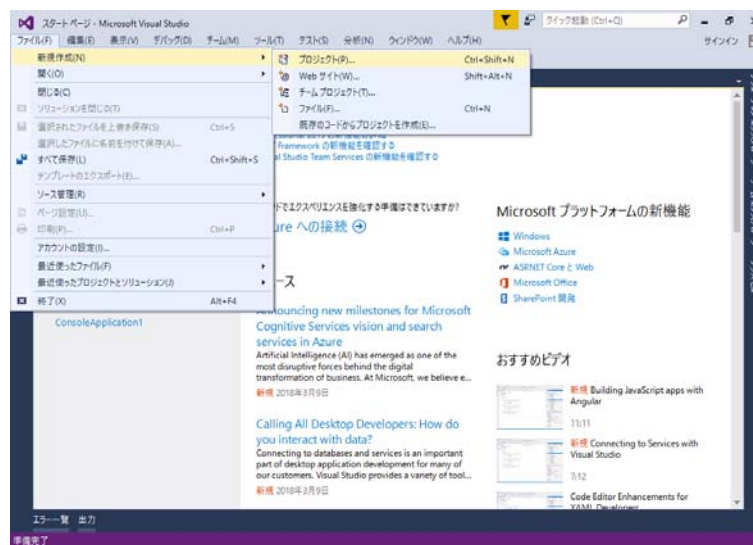 スタート ページ - Microsoft Visual Studio
クイック起動 (Ctrl+Q)
ファイル(F) 編集(E) 表示(V) デバッグ(D) チーム(M) ツール(T) テスト(S) 分析(N) ウィンドウ(W) ヘルプ(H)
サインイン
新規作成(N)
開く(O)
閉じる(C)
ソリューションを閉じる(T)
選択されたファイルを上書き保存(S) Ctrl+S
選択したファイルに名前を付けて保存(A)...
すべて保存(L) Ctrl+Shift+S
テンプレートのエクスポート(E)...
ソース管理(R)
ページ設定(U)...
印刷(P)... Ctrl+P
アカウントの設定(I)...
最近使ったファイル(F)
最近使ったプロジェクトとソリューション(J)
終了(X) Alt+F4
プロジェクト(P)... Ctrl+Shift+N
Web サイト(W)... Shift+Alt+N
チーム プロジェクト(T)...
ファイル(F)... Ctrl+N
既存のコードからプロジェクトを作成(E)...
Framework の新機能を確認する
al Studio Team Services の新機能を確認する
ドでエクスペリエンスを強化する準備はできていますか?
ure への接続
ース
ConsoleApplication1
Announcing new milestones for Microsoft
Cognitive Services vision and search
services in Azure
Artificial Intelligence (AI) has emerged as one of the
most disruptive forces behind the digital
transformation of business. At Microsoft, we believe e...
新規 2018年3月9日
Calling All Desktop Developers: How do
you interact with data?
Connecting to databases and services is an important
part of desktop application development for many of
our customers. Visual Studio provides a variety of tool...
新規 2018年3月9日
Microsoft プラットフォームの新機能
Windows
Microsoft Azure
ASP.NET Core と Web
Microsoft Office
SharePoint 開発
おすすめビデオ
新規 Building JavaScript apps with
Angular
11:11
新規 Connecting to Services with
Visual Studio
7:12
Code Editor Enhancements for
XAML Developers
エラー一覧 出力
準備完了